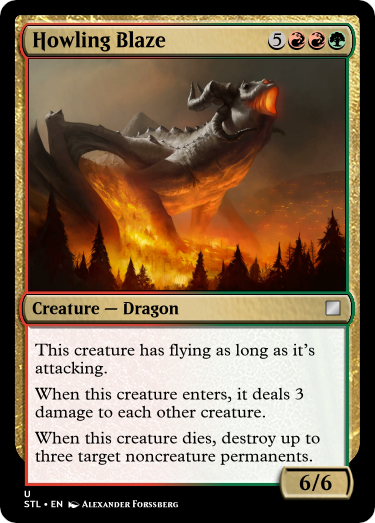 Howling Blaze 5
Creature — Dragon
This creature has flying as long as it's
attacking.
When this creature enters, it deals 3
damage to each other creature.
When this creature dies, destroy up to
three target noncreature permanents.
6/6
U
STL • EN Alexander Forssberg